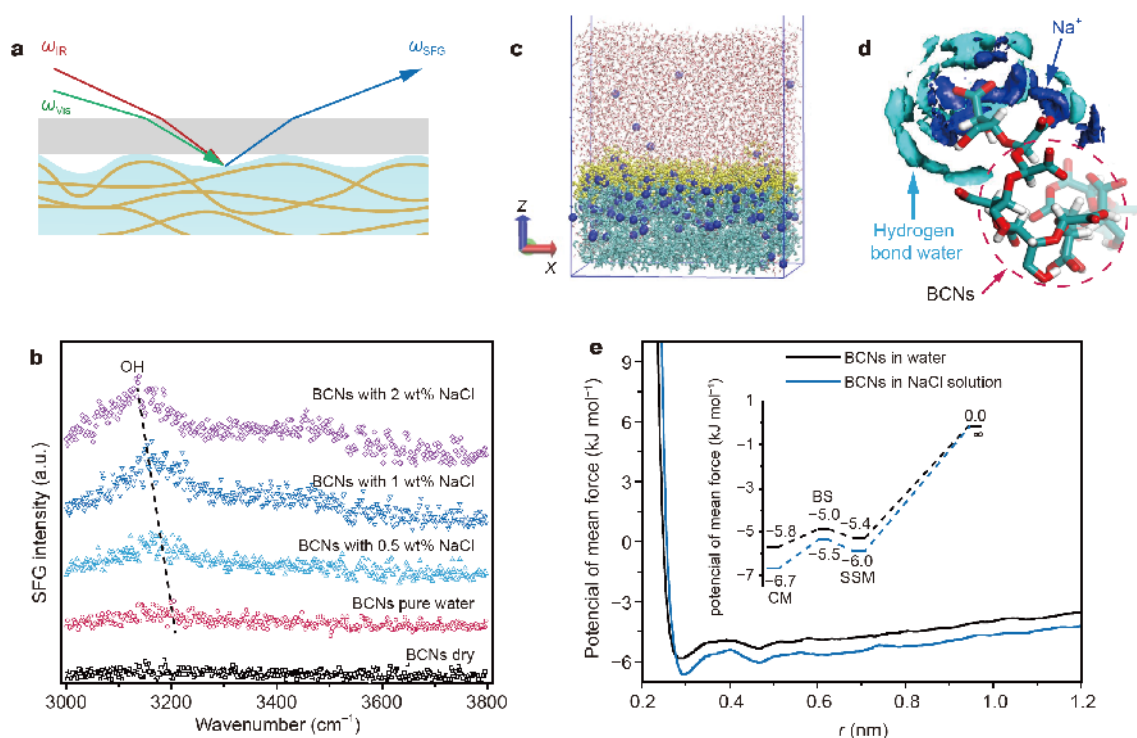 a
ωIR
ωVis
ωSFG
c
Z
X
d
Na⁺
Hydrogen
bond water
BCNs
b
OH
BCNs with 2 wt% NaCl
BCNs with 1 wt% NaCl
BCNs with 0.5 wt% NaCl
BCNs pure water
BCNs dry
SFG intensity (a.u.)
3000 3200 3400 3600 3800
Wavenumber (cm⁻¹)
e
BCNs in water
BCNs in NaCl solution
Potencial of mean force (kJ mol⁻¹)
9
6
3
0
−3
−6
0.2 0.4 0.6 0.8 1.0 1.2
r (nm)
potencial of mean force (kJ mol⁻¹)
1
−1
−3
−5
−7
0.0
∞
BS
−5.0
−5.8
−5.4
−5.5
−6.0
SSM
−6.7
CM